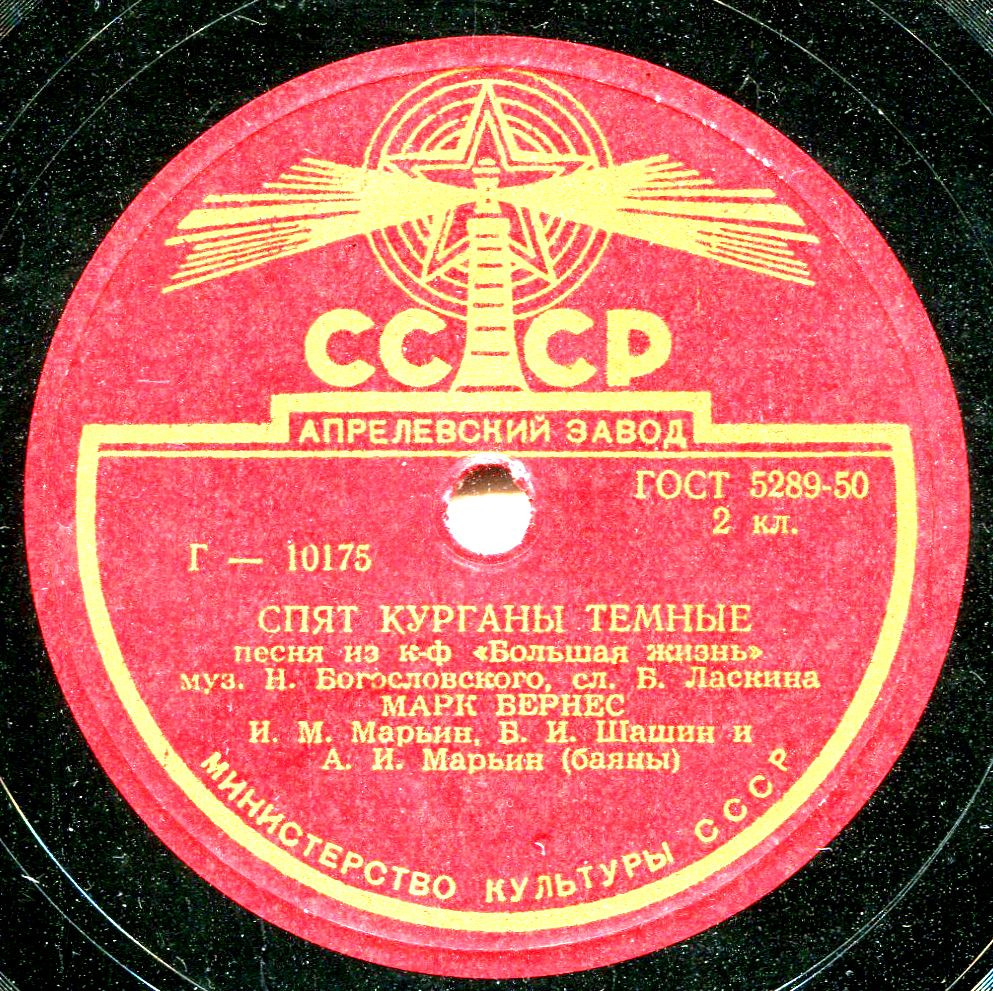 СССР
АПРЕЛЕВСКИЙ ЗАВОД
ГОСТ 5289-50
2 кл.
Г — 10175
СПЯТ КУРГАНЫ ТЕМНЫЕ
песня из к-ф «Большая жизнь»
муз. Н. Богословского, сл. Б. Ласкина
МАРК БЕРНЕС
И. М. Марьин, Б. И. Шашин и
А. И. Марьин (баяны)
МИНИСТЕРСТВО КУЛЬТУРЫ СССР